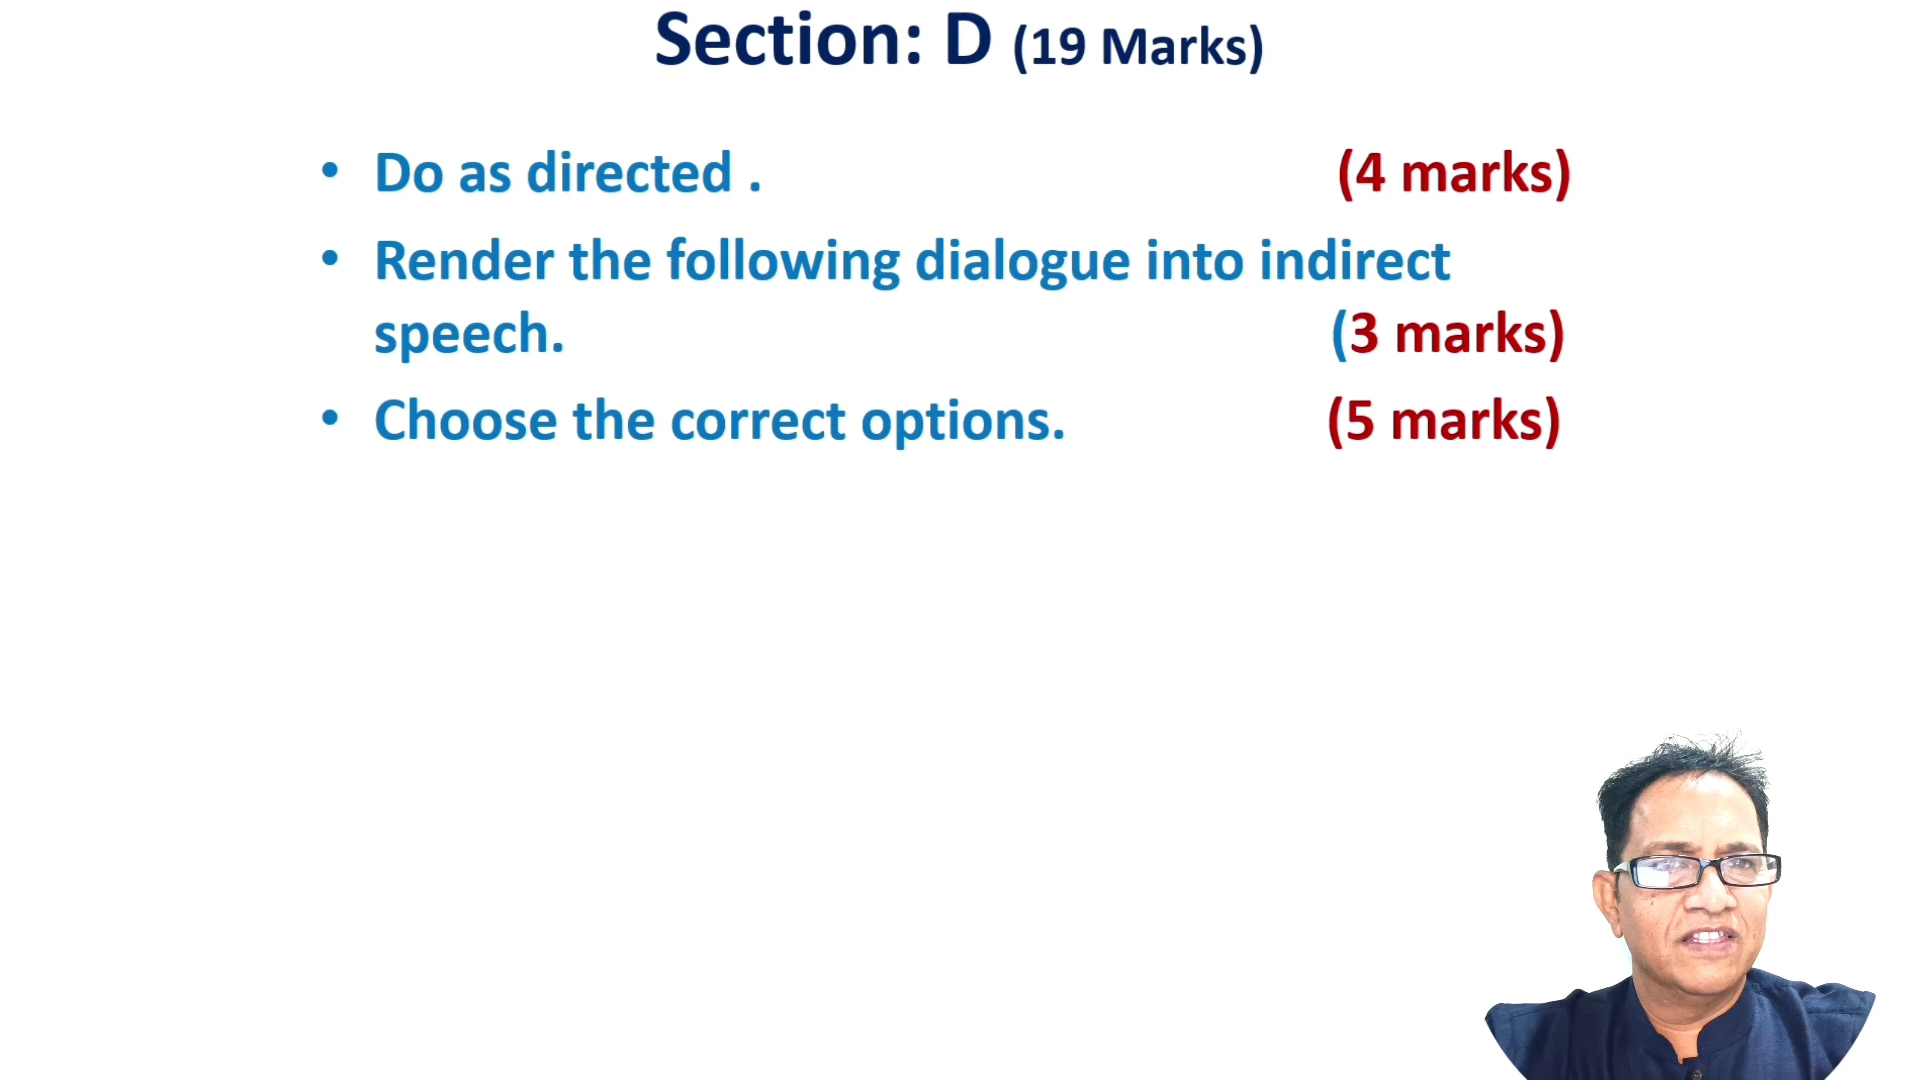 Section: D (19 Marks)
• Do as directed . (4 marks)
• Render the following dialogue into indirect
speech. (3 marks)
• Choose the correct options. (5 marks)